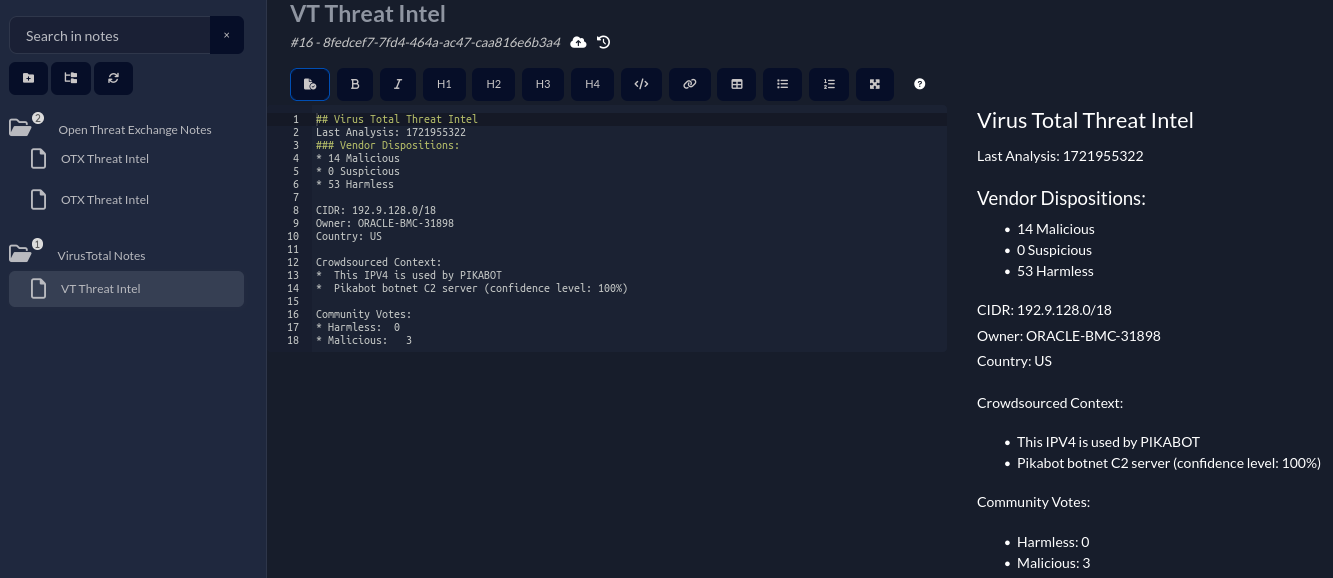 Search in notes
×
2
Open Threat Exchange Notes
OTX Threat Intel
OTX Threat Intel
1
VirusTotal Notes
VT Threat Intel
VT Threat Intel
#16 - 8fedcef7-7fd4-464a-ac47-caa816e6b3a4
B I H1 H2 H3 H4 </> ?
1 ## Virus Total Threat Intel
2 Last Analysis: 1721955322
3 ### Vendor Dispositions:
4 * 14 Malicious
5 * 0 Suspicious
6 * 53 Harmless
7
8 CIDR: 192.9.128.0/18
9 Owner: ORACLE-BMC-31898
10 Country: US
11
12 Crowdsourced Context:
13 *  This IPV4 is used by PIKABOT
14 *  Pikabot botnet C2 server (confidence level: 100%)
15
16 Community Votes:
17 * Harmless:  0
18 * Malicious:   3
Virus Total Threat Intel
Last Analysis: 1721955322
Vendor Dispositions:
• 14 Malicious
• 0 Suspicious
• 53 Harmless
CIDR: 192.9.128.0/18
Owner: ORACLE-BMC-31898
Country: US
Crowdsourced Context:
• This IPV4 is used by PIKABOT
• Pikabot botnet C2 server (confidence level: 100%)
Community Votes:
• Harmless: 0
• Malicious: 3